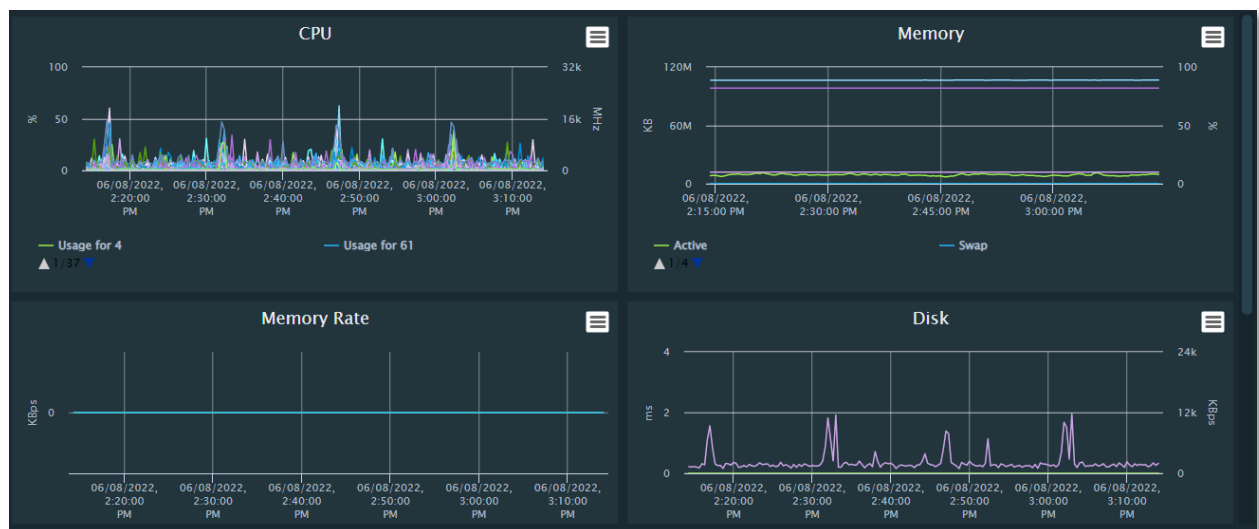 CPU
100
32k
%
50
16k
MHz
0
0
06/08/2022, 06/08/2022, 06/08/2022, 06/08/2022, 06/08/2022, 06/08/2022,
2:20:00 2:30:00 2:40:00 2:50:00 3:00:00 3:10:00
PM PM PM PM PM PM
Usage for 4 Usage for 61
1/37
Memory
120M
100
KB
60M
50
%
0
0
06/08/2022, 06/08/2022, 06/08/2022, 06/08/2022,
2:15:00 PM 2:30:00 PM 2:45:00 PM 3:00:00 PM
Active Swap
1/4
Memory Rate
KBps
0
06/08/2022, 06/08/2022, 06/08/2022, 06/08/2022, 06/08/2022, 06/08/2022,
2:20:00 2:30:00 2:40:00 2:50:00 3:00:00 3:10:00
PM PM PM PM PM PM
Disk
4
24k
ms
2
12k
KBps
0
0
06/08/2022, 06/08/2022, 06/08/2022, 06/08/2022, 06/08/2022, 06/08/2022,
2:20:00 2:30:00 2:40:00 2:50:00 3:00:00 3:10:00
PM PM PM PM PM PM